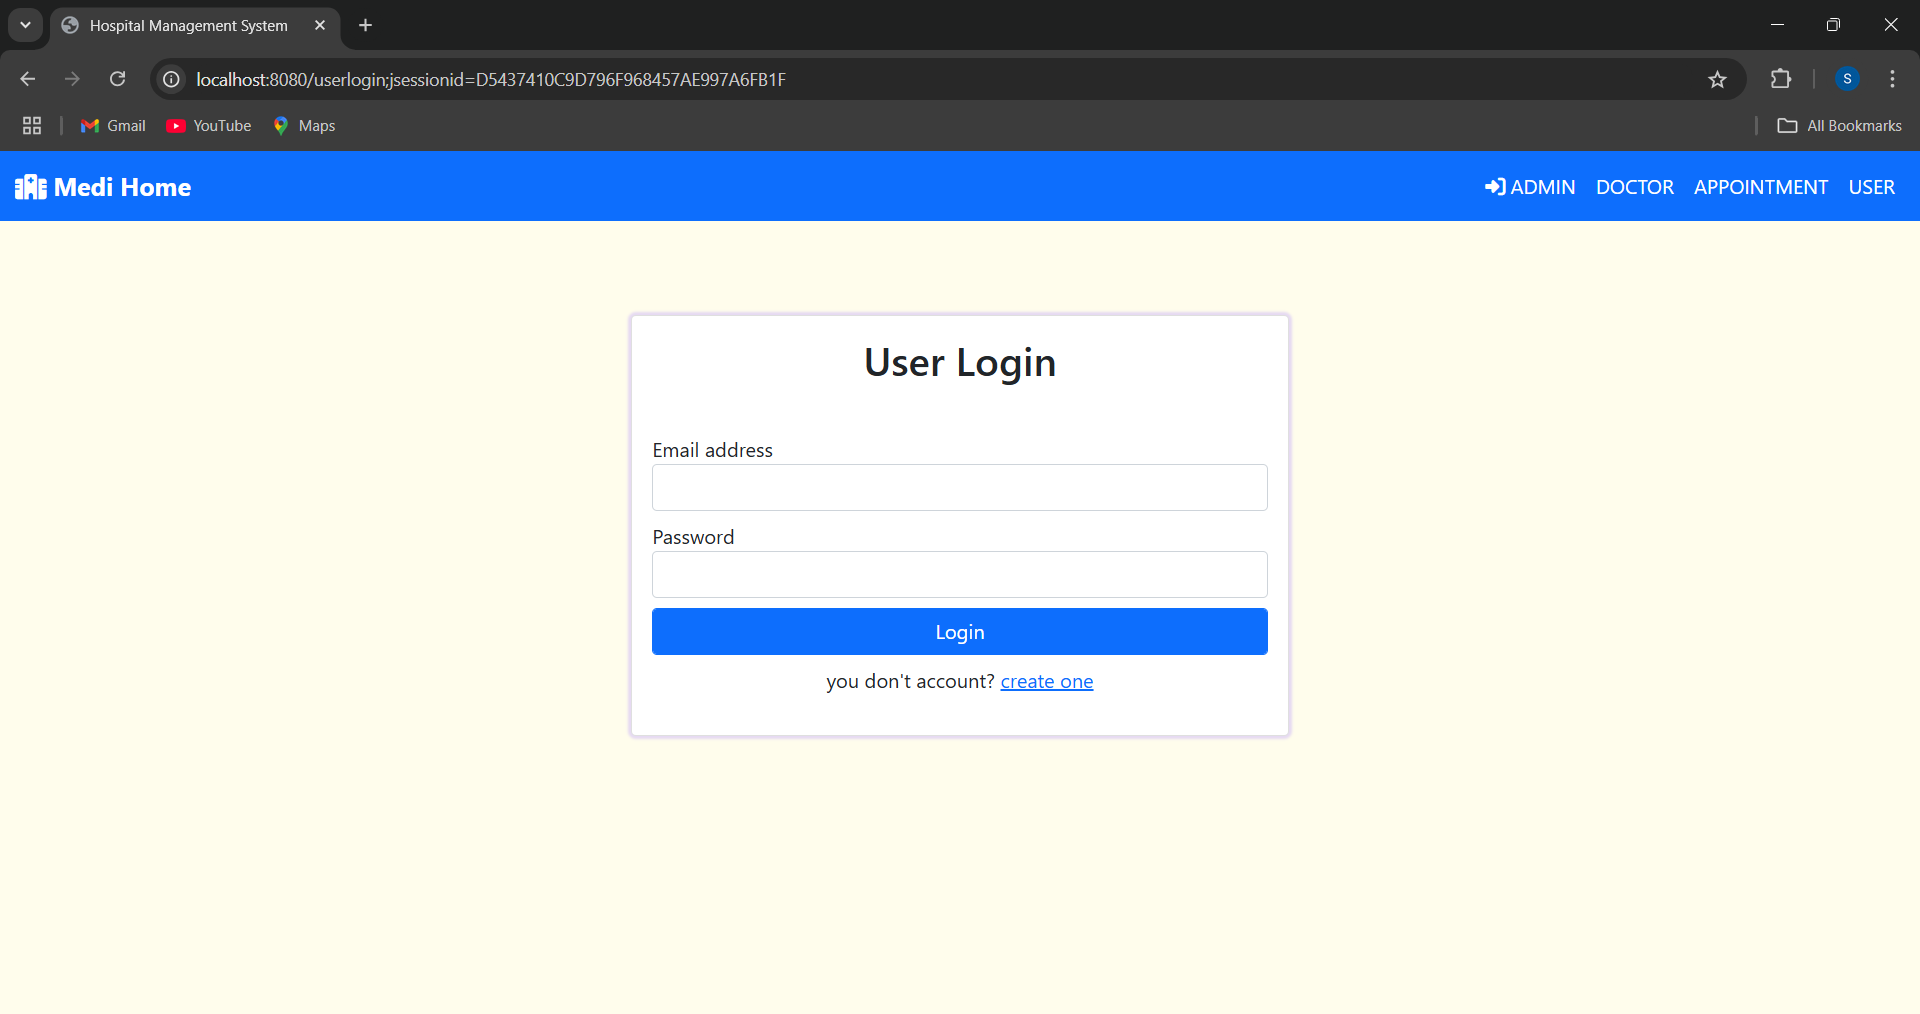 Hospital Management System
localhost:8080/userlogin;jsessionid=D5437410C9D796F968457AE997A6FB1F
S
Gmail YouTube Maps All Bookmarks
Medi Home ADMIN DOCTOR APPOINTMENT USER
User Login
Email address
Password
Login
you don't account? create one